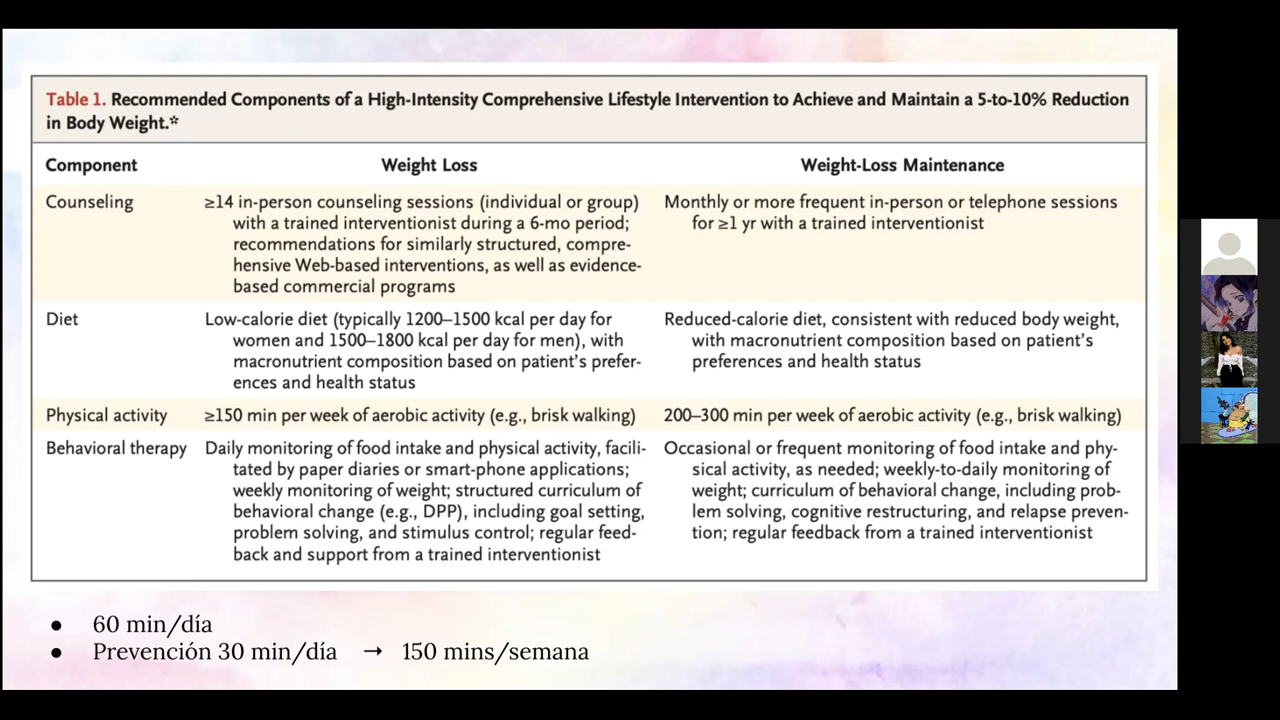 Table 1. Recommended Components of a High-Intensity Comprehensive Lifestyle Intervention to Achieve and Maintain a 5-to-10% Reduction
in Body Weight.*
Component
Weight Loss
Weight-Loss Maintenance
Counseling
≥14 in-person counseling sessions (individual or group)
with a trained interventionist during a 6-mo period;
recommendations for similarly structured, compre-
hensive Web-based interventions, as well as evidence-
based commercial programs
Monthly or more frequent in-person or telephone sessions
for ≥1 yr with a trained interventionist
Diet
Low-calorie diet (typically 1200–1500 kcal per day for
women and 1500–1800 kcal per day for men), with
macronutrient composition based on patient's prefer-
ences and health status
Reduced-calorie diet, consistent with reduced body weight,
with macronutrient composition based on patient's
preferences and health status
Physical activity
≥150 min per week of aerobic activity (e.g., brisk walking)
200–300 min per week of aerobic activity (e.g., brisk walking)
Behavioral therapy
Daily monitoring of food intake and physical activity, facili-
tated by paper diaries or smart-phone applications;
weekly monitoring of weight; structured curriculum of
behavioral change (e.g., DPP), including goal setting,
problem solving, and stimulus control; regular feed-
back and support from a trained interventionist
Occasional or frequent monitoring of food intake and phy-
sical activity, as needed; weekly-to-daily monitoring of
weight; curriculum of behavioral change, including prob-
lem solving, cognitive restructuring, and relapse preven-
tion; regular feedback from a trained interventionist
● 60 min/día
● Prevención 30 min/día → 150 mins/semana